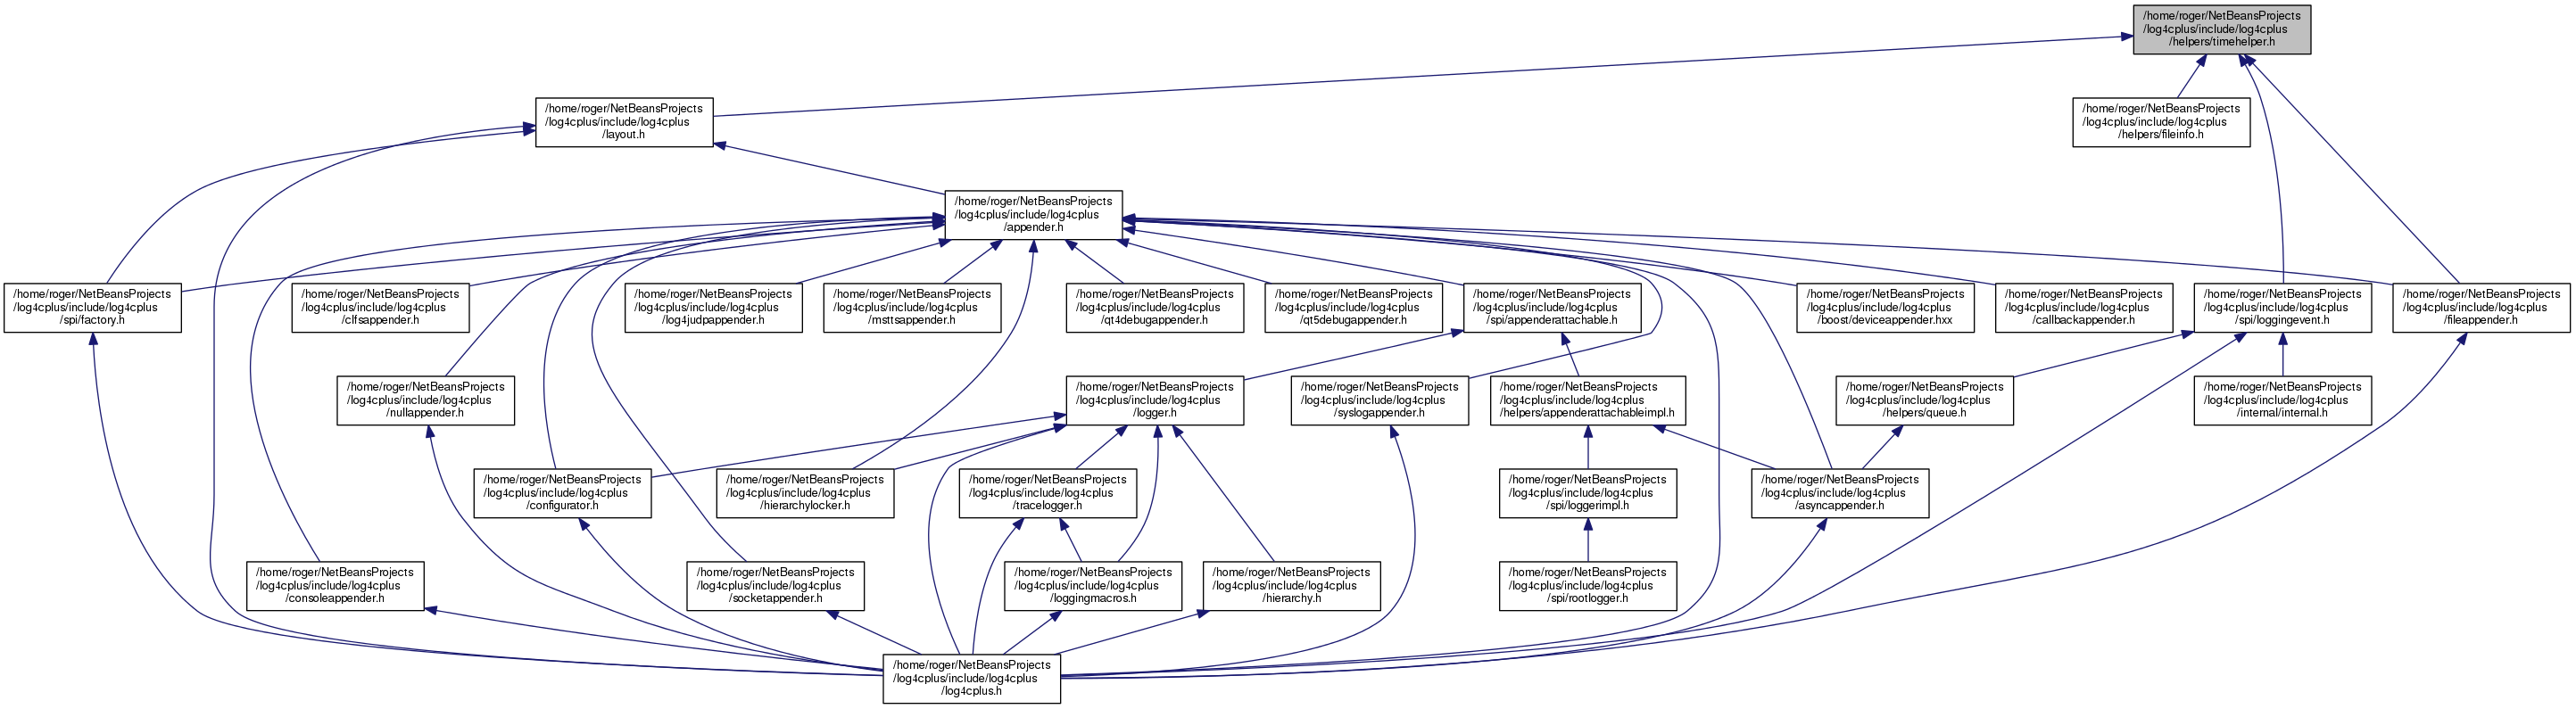 /home/roger/NetBeansProjects
/log4cplus/include/log4cplus
/helpers/timehelper.h
/home/roger/NetBeansProjects
/log4cplus/include/log4cplus
/layout.h
/home/roger/NetBeansProjects
/log4cplus/include/log4cplus
/helpers/fileinfo.h
/home/roger/NetBeansProjects
/log4cplus/include/log4cplus
/appender.h
/home/roger/NetBeansProjects
/log4cplus/include/log4cplus
/spi/factory.h
/home/roger/NetBeansProjects
/log4cplus/include/log4cplus
/clfsappender.h
/home/roger/NetBeansProjects
/log4cplus/include/log4cplus
/log4judpappender.h
/home/roger/NetBeansProjects
/log4cplus/include/log4cplus
/msttsappender.h
/home/roger/NetBeansProjects
/log4cplus/include/log4cplus
/qt4debugappender.h
/home/roger/NetBeansProjects
/log4cplus/include/log4cplus
/qt5debugappender.h
/home/roger/NetBeansProjects
/log4cplus/include/log4cplus
/spi/appenderattachable.h
/home/roger/NetBeansProjects
/log4cplus/include/log4cplus
/boost/deviceappender.hxx
/home/roger/NetBeansProjects
/log4cplus/include/log4cplus
/callbackappender.h
/home/roger/NetBeansProjects
/log4cplus/include/log4cplus
/spi/loggingevent.h
/home/roger/NetBeansProjects
/log4cplus/include/log4cplus
/fileappender.h
/home/roger/NetBeansProjects
/log4cplus/include/log4cplus
/nullappender.h
/home/roger/NetBeansProjects
/log4cplus/include/log4cplus
/logger.h
/home/roger/NetBeansProjects
/log4cplus/include/log4cplus
/syslogappender.h
/home/roger/NetBeansProjects
/log4cplus/include/log4cplus
/helpers/appenderattachableimpl.h
/home/roger/NetBeansProjects
/log4cplus/include/log4cplus
/helpers/queue.h
/home/roger/NetBeansProjects
/log4cplus/include/log4cplus
/internal/internal.h
/home/roger/NetBeansProjects
/log4cplus/include/log4cplus
/configurator.h
/home/roger/NetBeansProjects
/log4cplus/include/log4cplus
/hierarchylocker.h
/home/roger/NetBeansProjects
/log4cplus/include/log4cplus
/tracelogger.h
/home/roger/NetBeansProjects
/log4cplus/include/log4cplus
/spi/loggerimpl.h
/home/roger/NetBeansProjects
/log4cplus/include/log4cplus
/asyncappender.h
/home/roger/NetBeansProjects
/log4cplus/include/log4cplus
/consoleappender.h
/home/roger/NetBeansProjects
/log4cplus/include/log4cplus
/socketappender.h
/home/roger/NetBeansProjects
/log4cplus/include/log4cplus
/loggingmacros.h
/home/roger/NetBeansProjects
/log4cplus/include/log4cplus
/hierarchy.h
/home/roger/NetBeansProjects
/log4cplus/include/log4cplus
/spi/rootlogger.h
/home/roger/NetBeansProjects
/log4cplus/include/log4cplus
/log4cplus.h